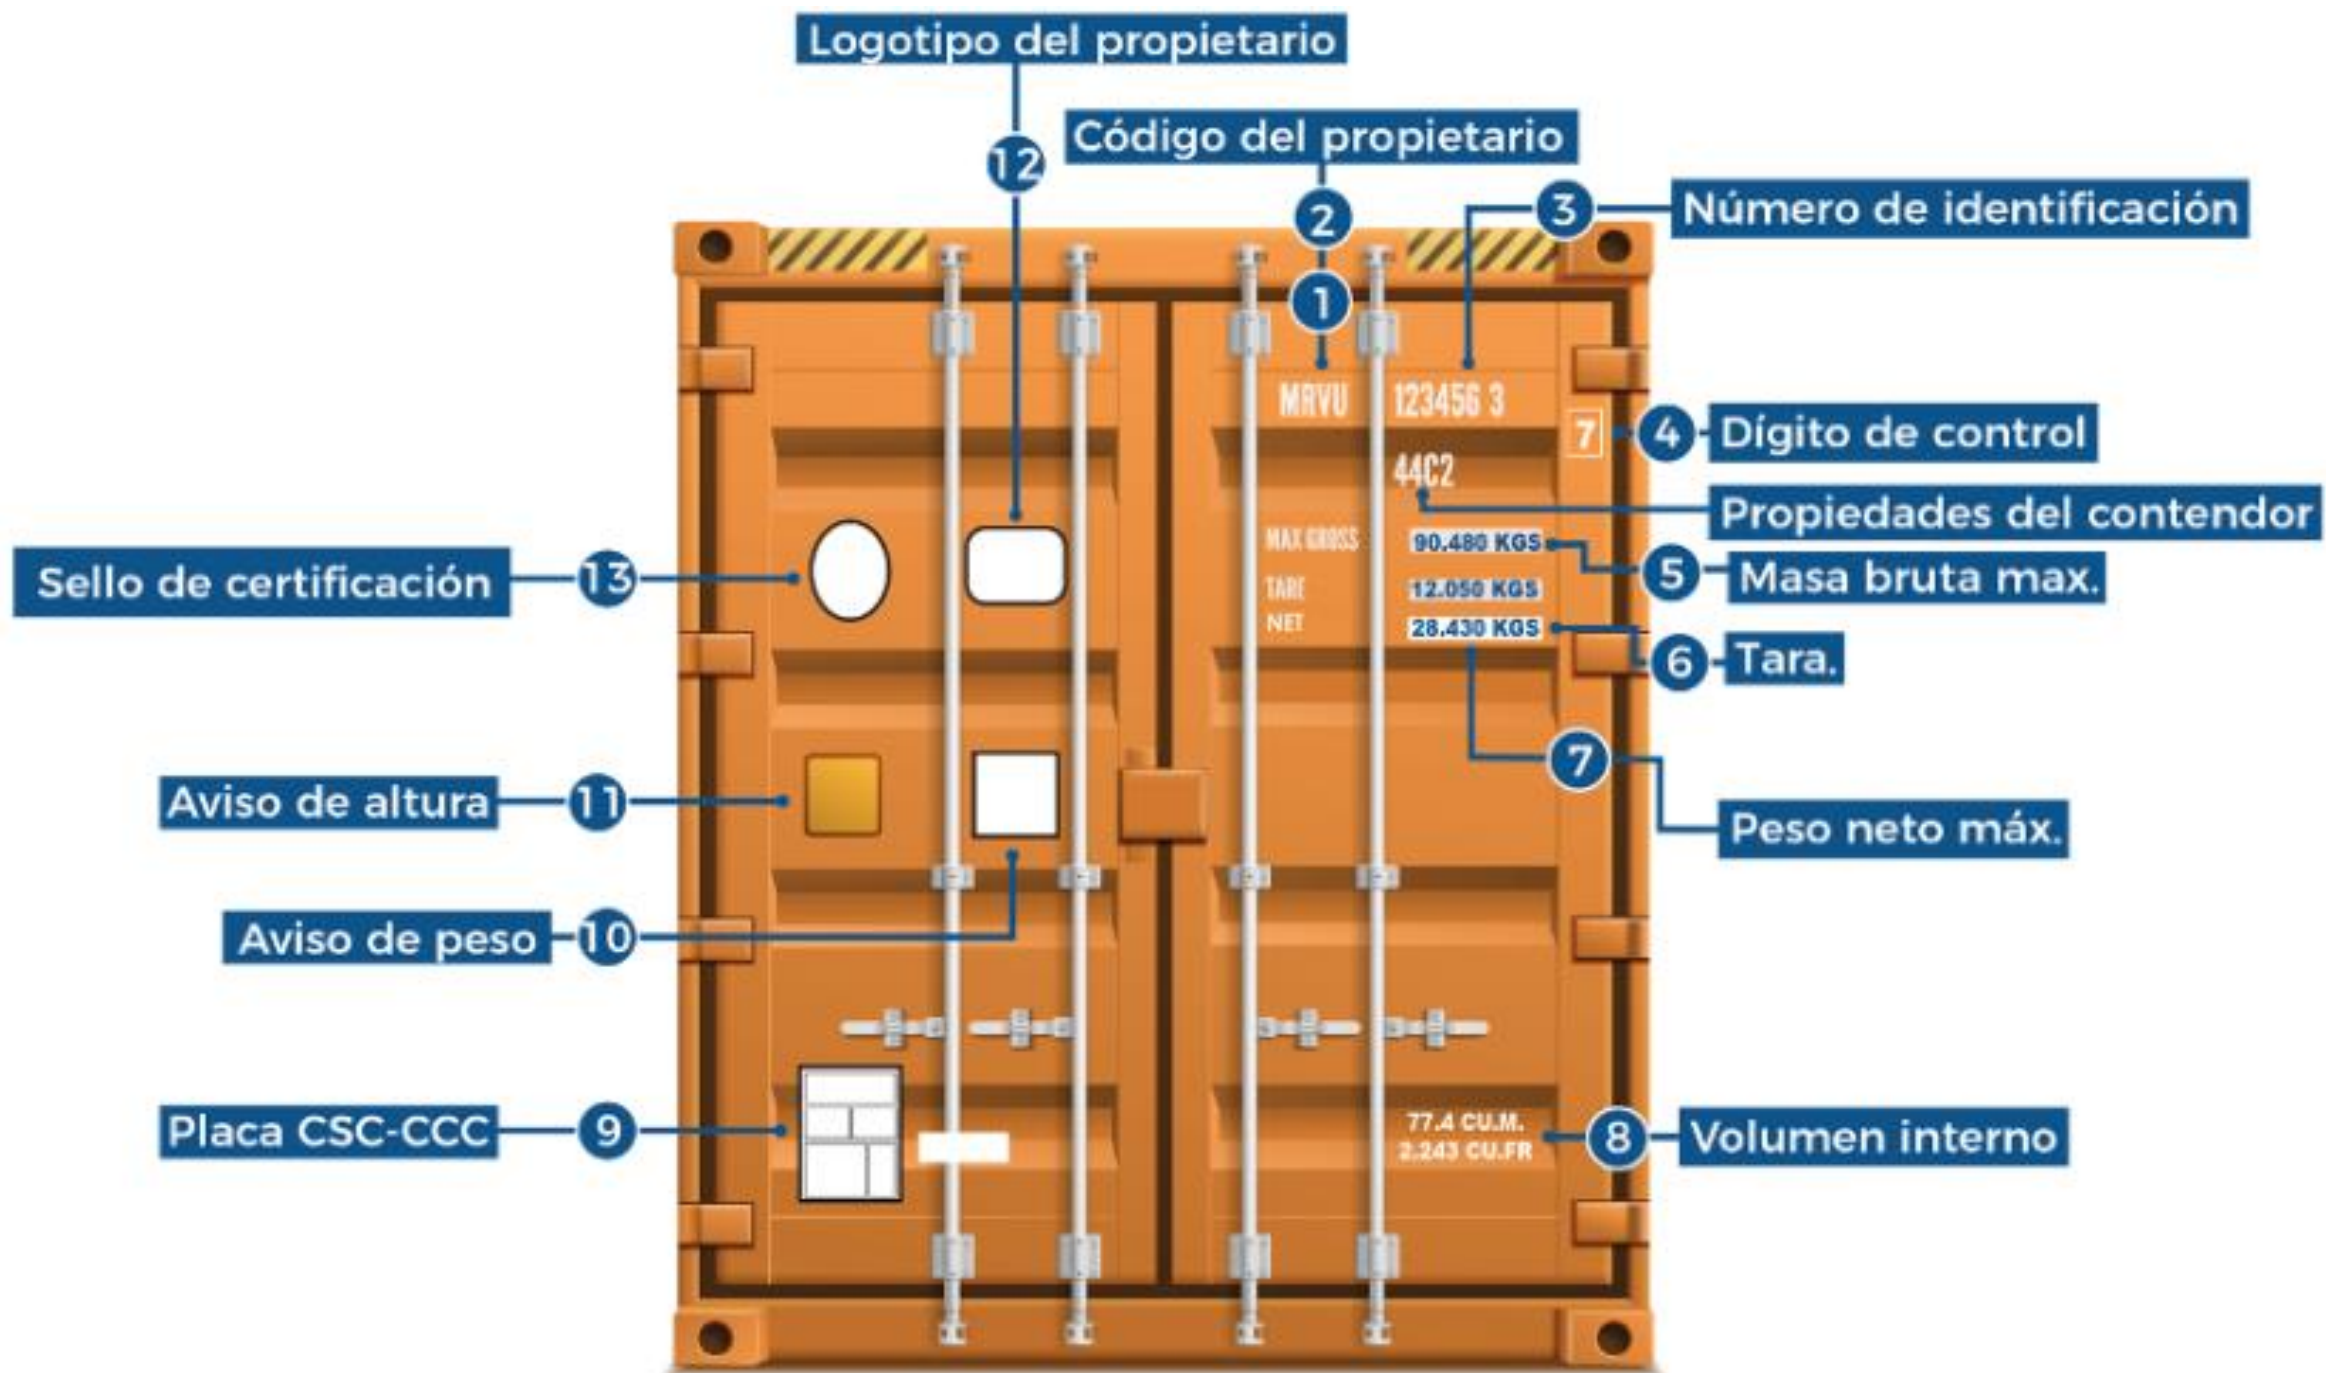 Logotipo del propietario
12
Código del propietario
2
3
Número de identificación
1
MRVU 123456 3
7
4
Dígito de control
44C2
Propiedades del contendor
MAX GROSS 90.480 KGS
5
Masa bruta max.
Sello de certificación
13
TARE 12.050 KGS
NET 28.430 KGS
6
Tara.
7
Aviso de altura
11
Peso neto máx.
Aviso de peso
10
Placa CSC-CCC
9
77.4 CU.M.
2.243 CU.FR
8
Volumen interno